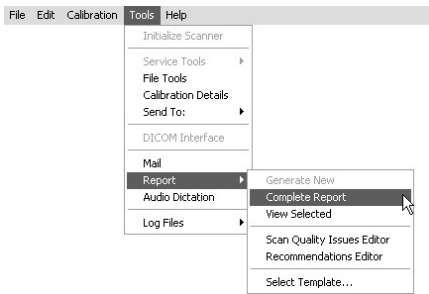 File Edit Calibration Tools Help
Initialize Scanner
Service Tools
File Tools
Calibration Details
Send To:
DICOM Interface
Mail
Report
Audio Dictation
Log Files
Generate New
Complete Report
View Selected
Scan Quality Issues Editor
Recommendations Editor
Select Template...